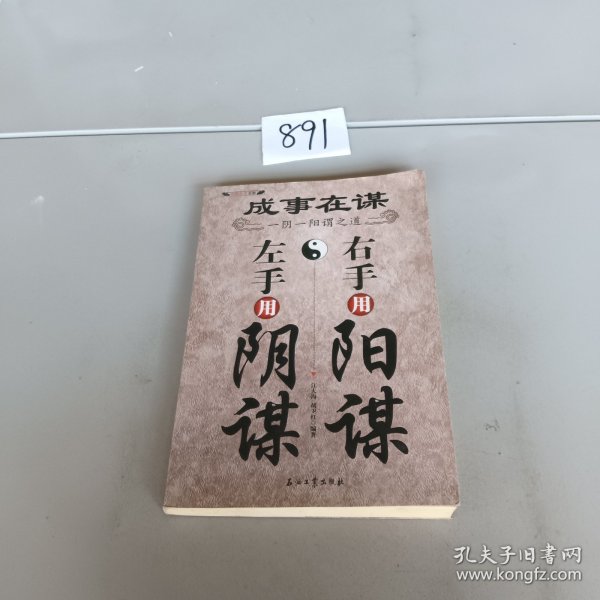 891
成事在谋
一阴一阳谓之道
右手用阳谋
左手用阴谋
编著
石油工业出版社
孔夫子旧书网
www.kongfz.com